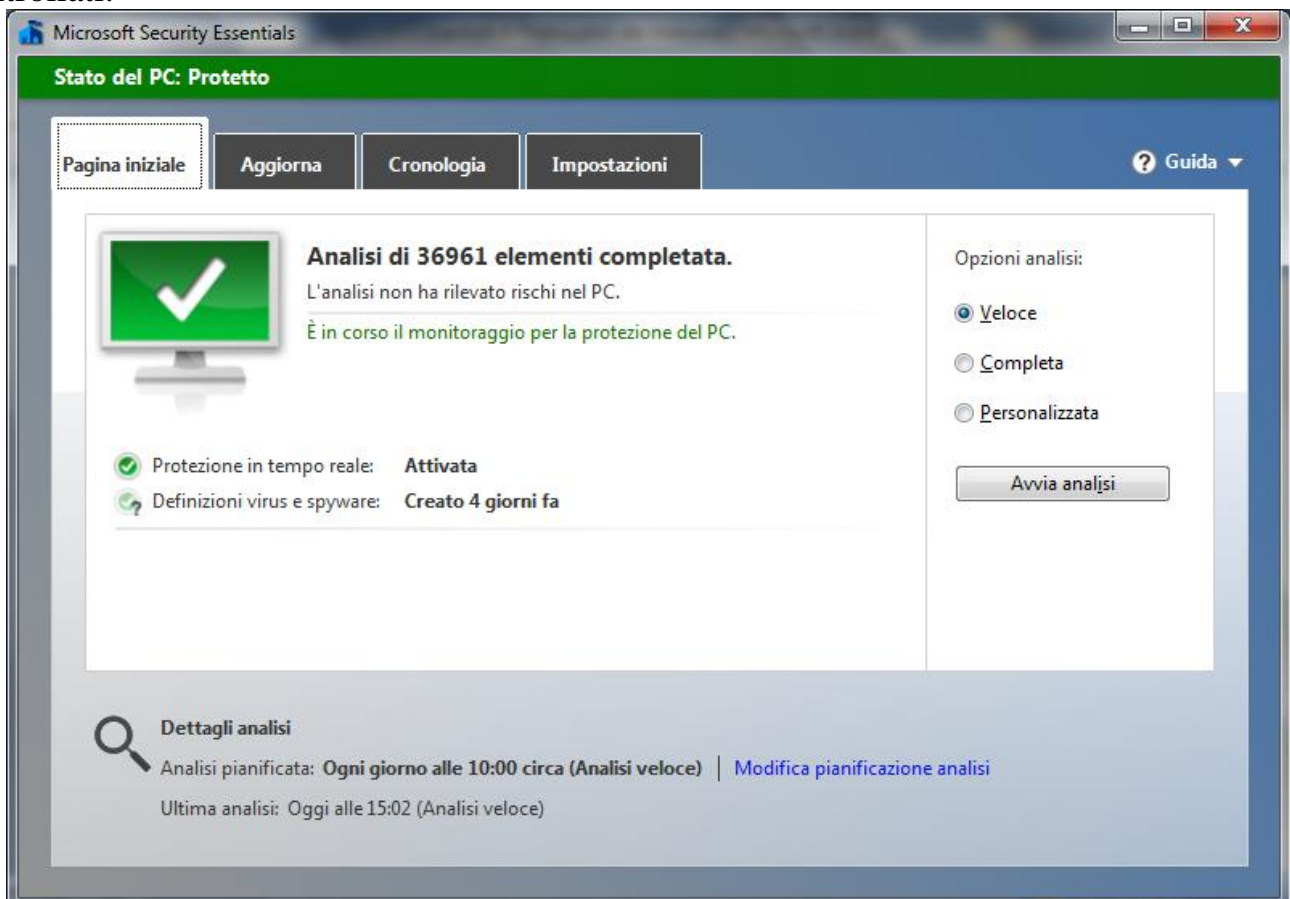 Microsoft Security Essentials
Stato del PC: Protetto
Pagina iniziale
Aggiorna
Cronologia
Impostazioni
Guida
Analisi di 36961 elementi completata.
L'analisi non ha rilevato rischi nel PC.
È in corso il monitoraggio per la protezione del PC.
Opzioni analisi:
Veloce
Completa
Personalizzata
Avvia analisi
Protezione in tempo reale: Attivata
Definizioni virus e spyware: Creato 4 giorni fa
Dettagli analisi
Analisi pianificata: Ogni giorno alle 10:00 circa (Analisi veloce) | Modifica pianificazione analisi
Ultima analisi: Oggi alle 15:02 (Analisi veloce)